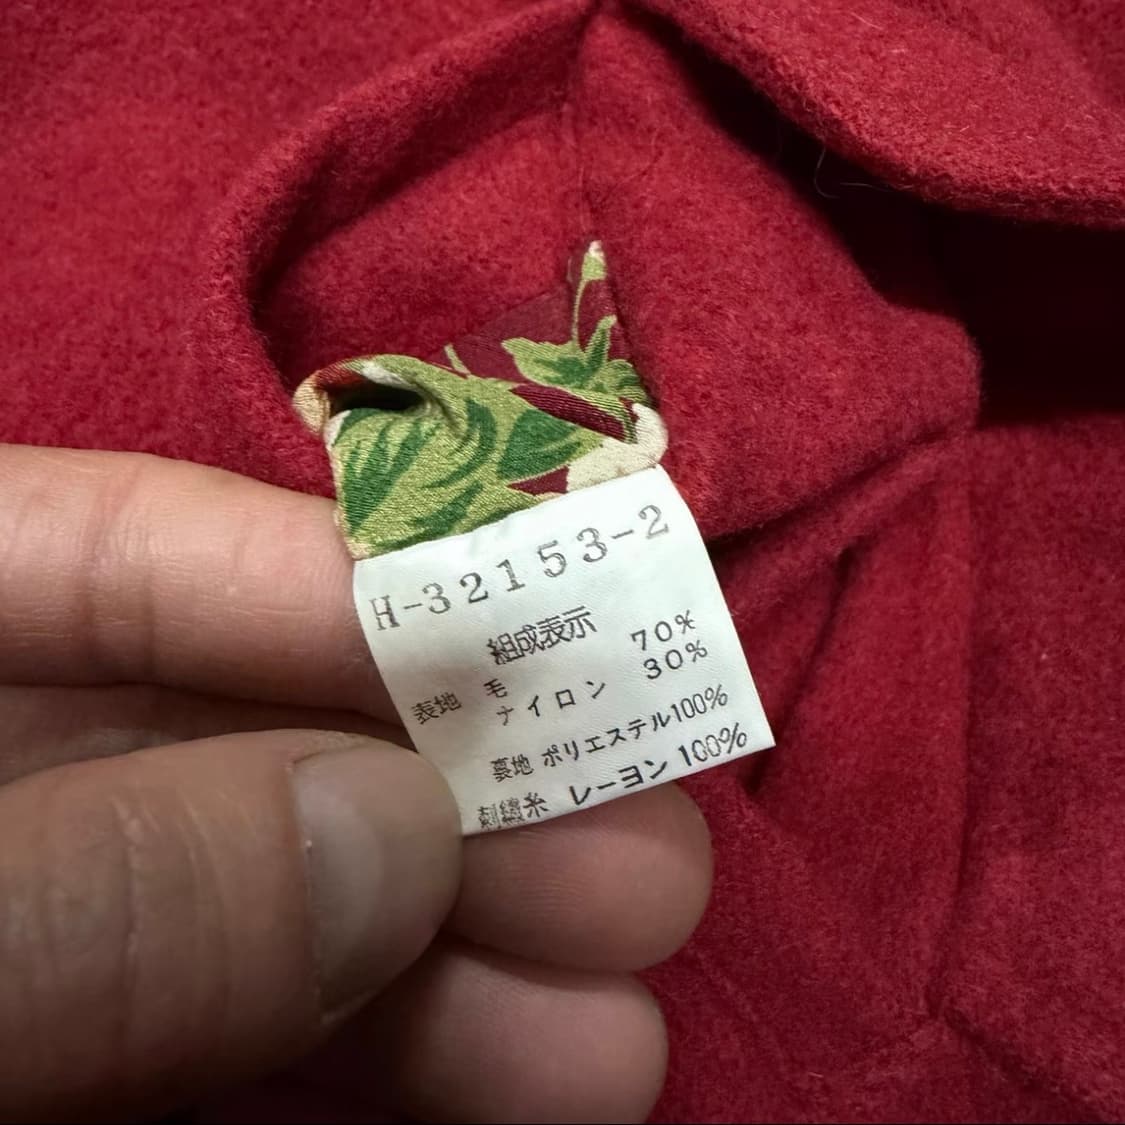 H-32153-2
組成表示
表地 毛 70%
ナイロン 30%
裏地 ポリエステル100%
刺繍糸 レーヨン 100%